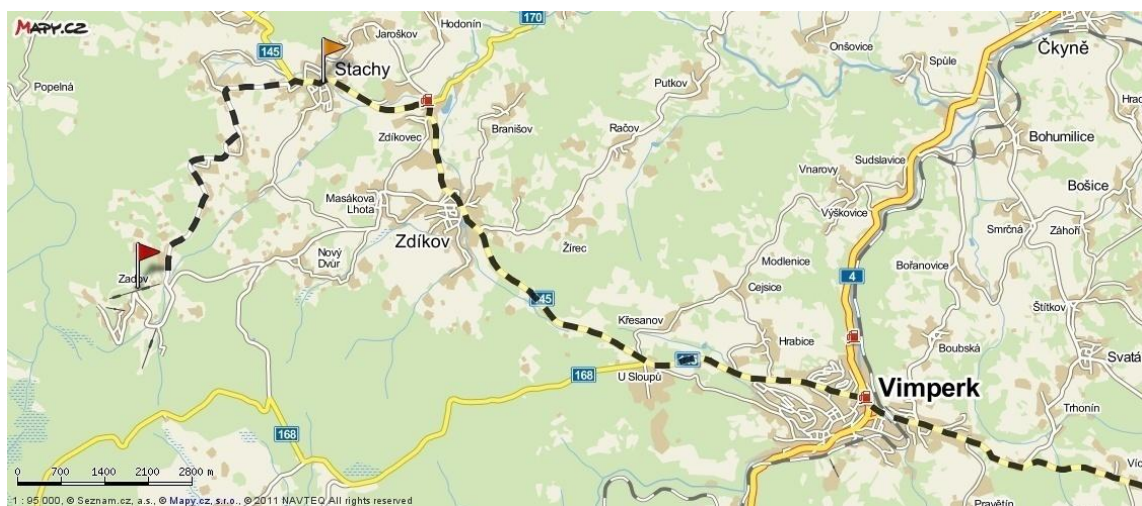 MAPY.CZ
170
Hodonín
Jaroškov
145
Stachy
Popelná
Onšovice
Čkyně
Spůle
Putkov
Zdíkovec
Branišov
Račov
Bohumilice
Sudslavice
Vnarovy
Bošice
Masákova
Lhota
Výškovice
Smrčná
Záhoří
Zdíkov
Žírec
Nový
Dvůr
Modlenice
Bořanovice
Zadov
Cejsice
4
Štítkov
Křesanov
Hrabice
Boubská
Svatá
U Sloupů
168
Vimperk
Trhonín
168
0 700 1400 2100 2800 m
Pravětín
1 : 95 000, © Seznam.cz, a.s., © Mapy.cz, s.r.o., © 2011 NAVTEQ All rights reserved